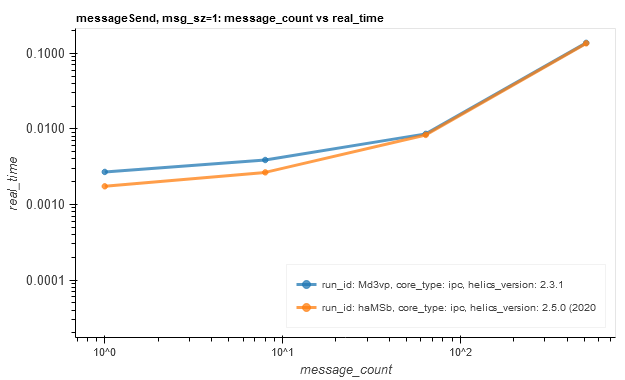 messageSend, msg_sz=1: message_count vs real_time
real_time
0.1000
0.0100
0.0010
0.0001
run_id: Md3vp, core_type: ipc, helics_version: 2.3.1
run_id: haMSb, core_type: ipc, helics_version: 2.5.0 (2020
10^0
10^1
10^2
message_count